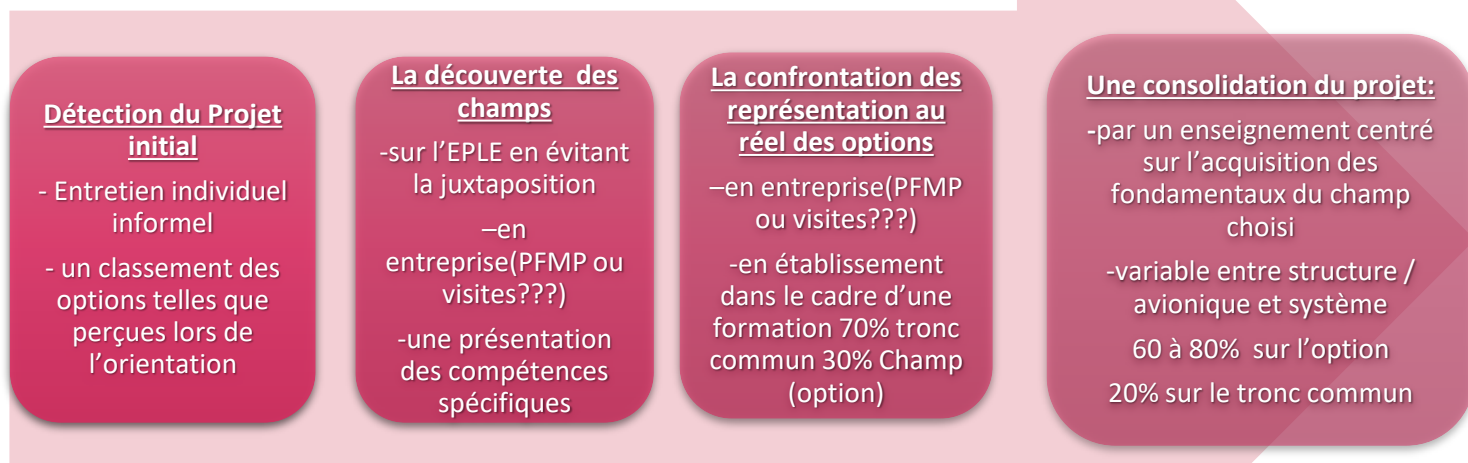 Détection du Projet
initial
- Entretien individuel
informel
- un classement des
options telles que
perçues lors de
l’orientation
La découverte des
champs
-sur l’EPLE en évitant
la juxtaposition
–en
entreprise(PFMP ou
visites???)
-une présentation
des compétences
spécifiques
La confrontation des
représentation au
réel des options
–en entreprise(PFMP
ou visites???)
-en établissement
dans le cadre d’une
formation 70% tronc
commun 30% Champ
(option)
Une consolidation du projet:
-par un enseignement centré
sur l’acquisition des
fondamentaux du champ
choisi
-variable entre structure /
avionique et système
60 à 80% sur l’option
20% sur le tronc commun